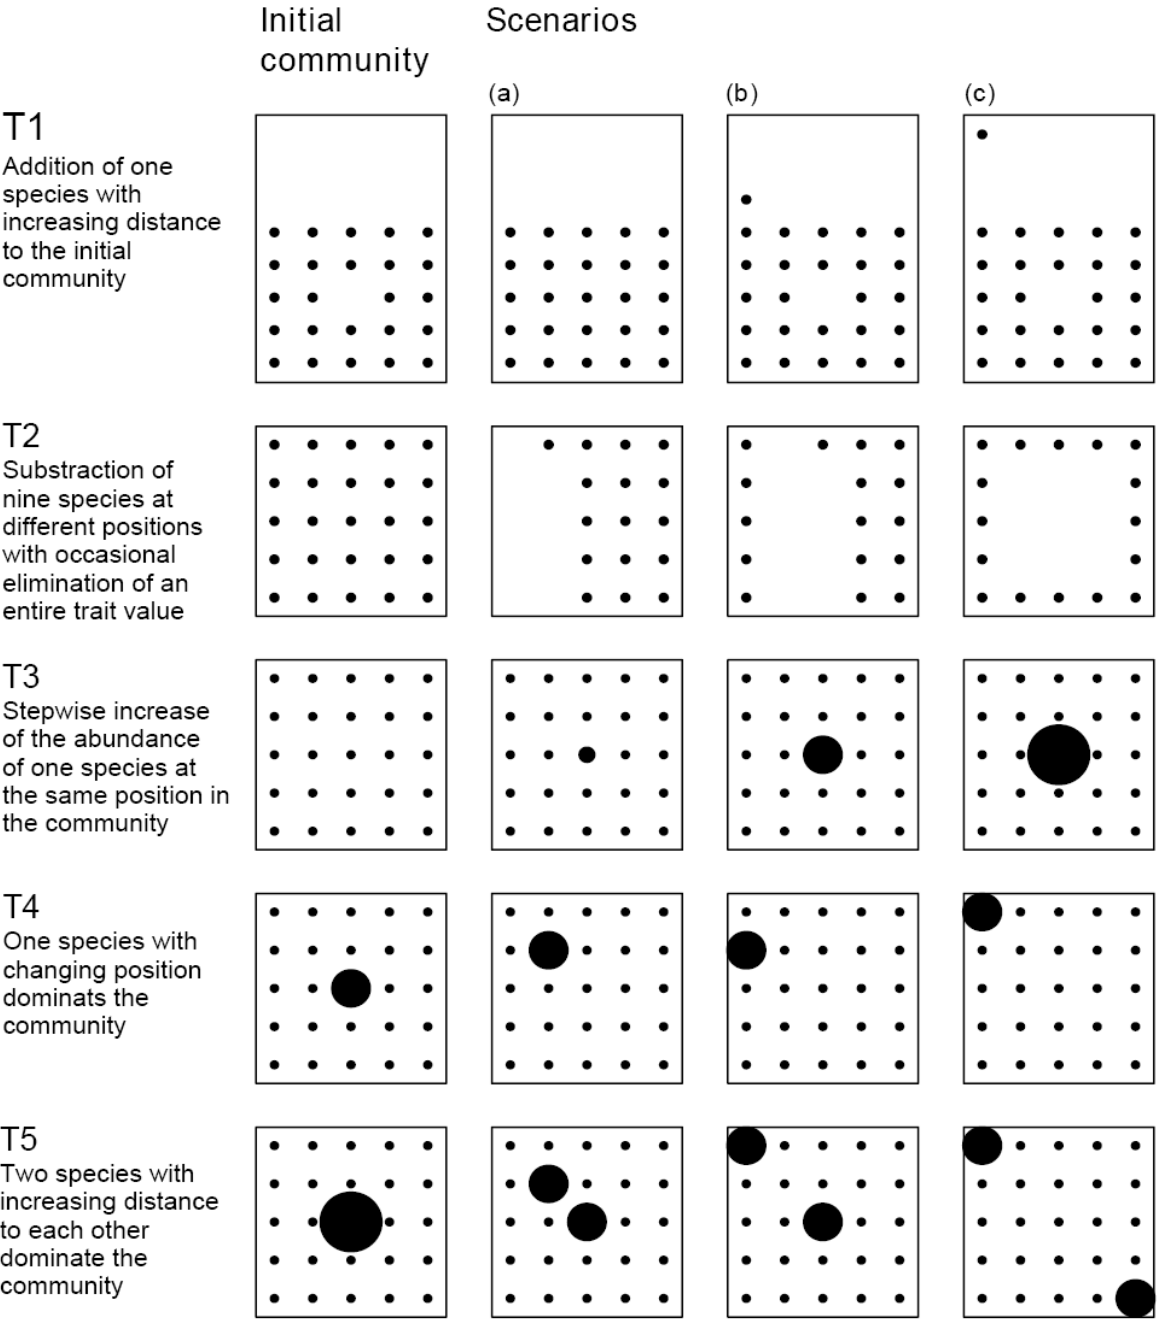 Initial
community
Scenarios
(a)
(b)
(c)
T1
Addition of one
species with
increasing distance
to the initial
community
T2
Substraction of
nine species at
different positions
with occasional
elimination of an
entire trait value
T3
Stepwise increase
of the abundance
of one species at
the same position in
the community
T4
One species with
changing position
dominats the
community
T5
Two species with
increasing distance
to each other
dominate the
community